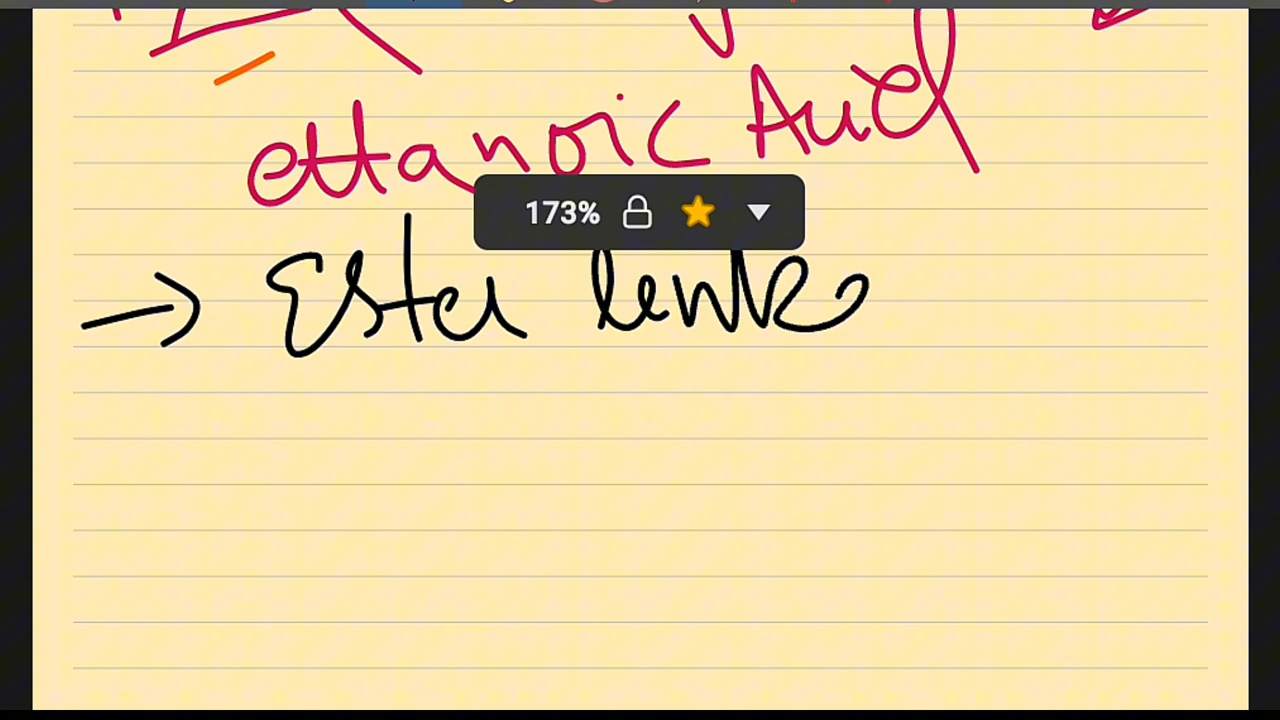 ethanoic Acid
173%
→ Ester link